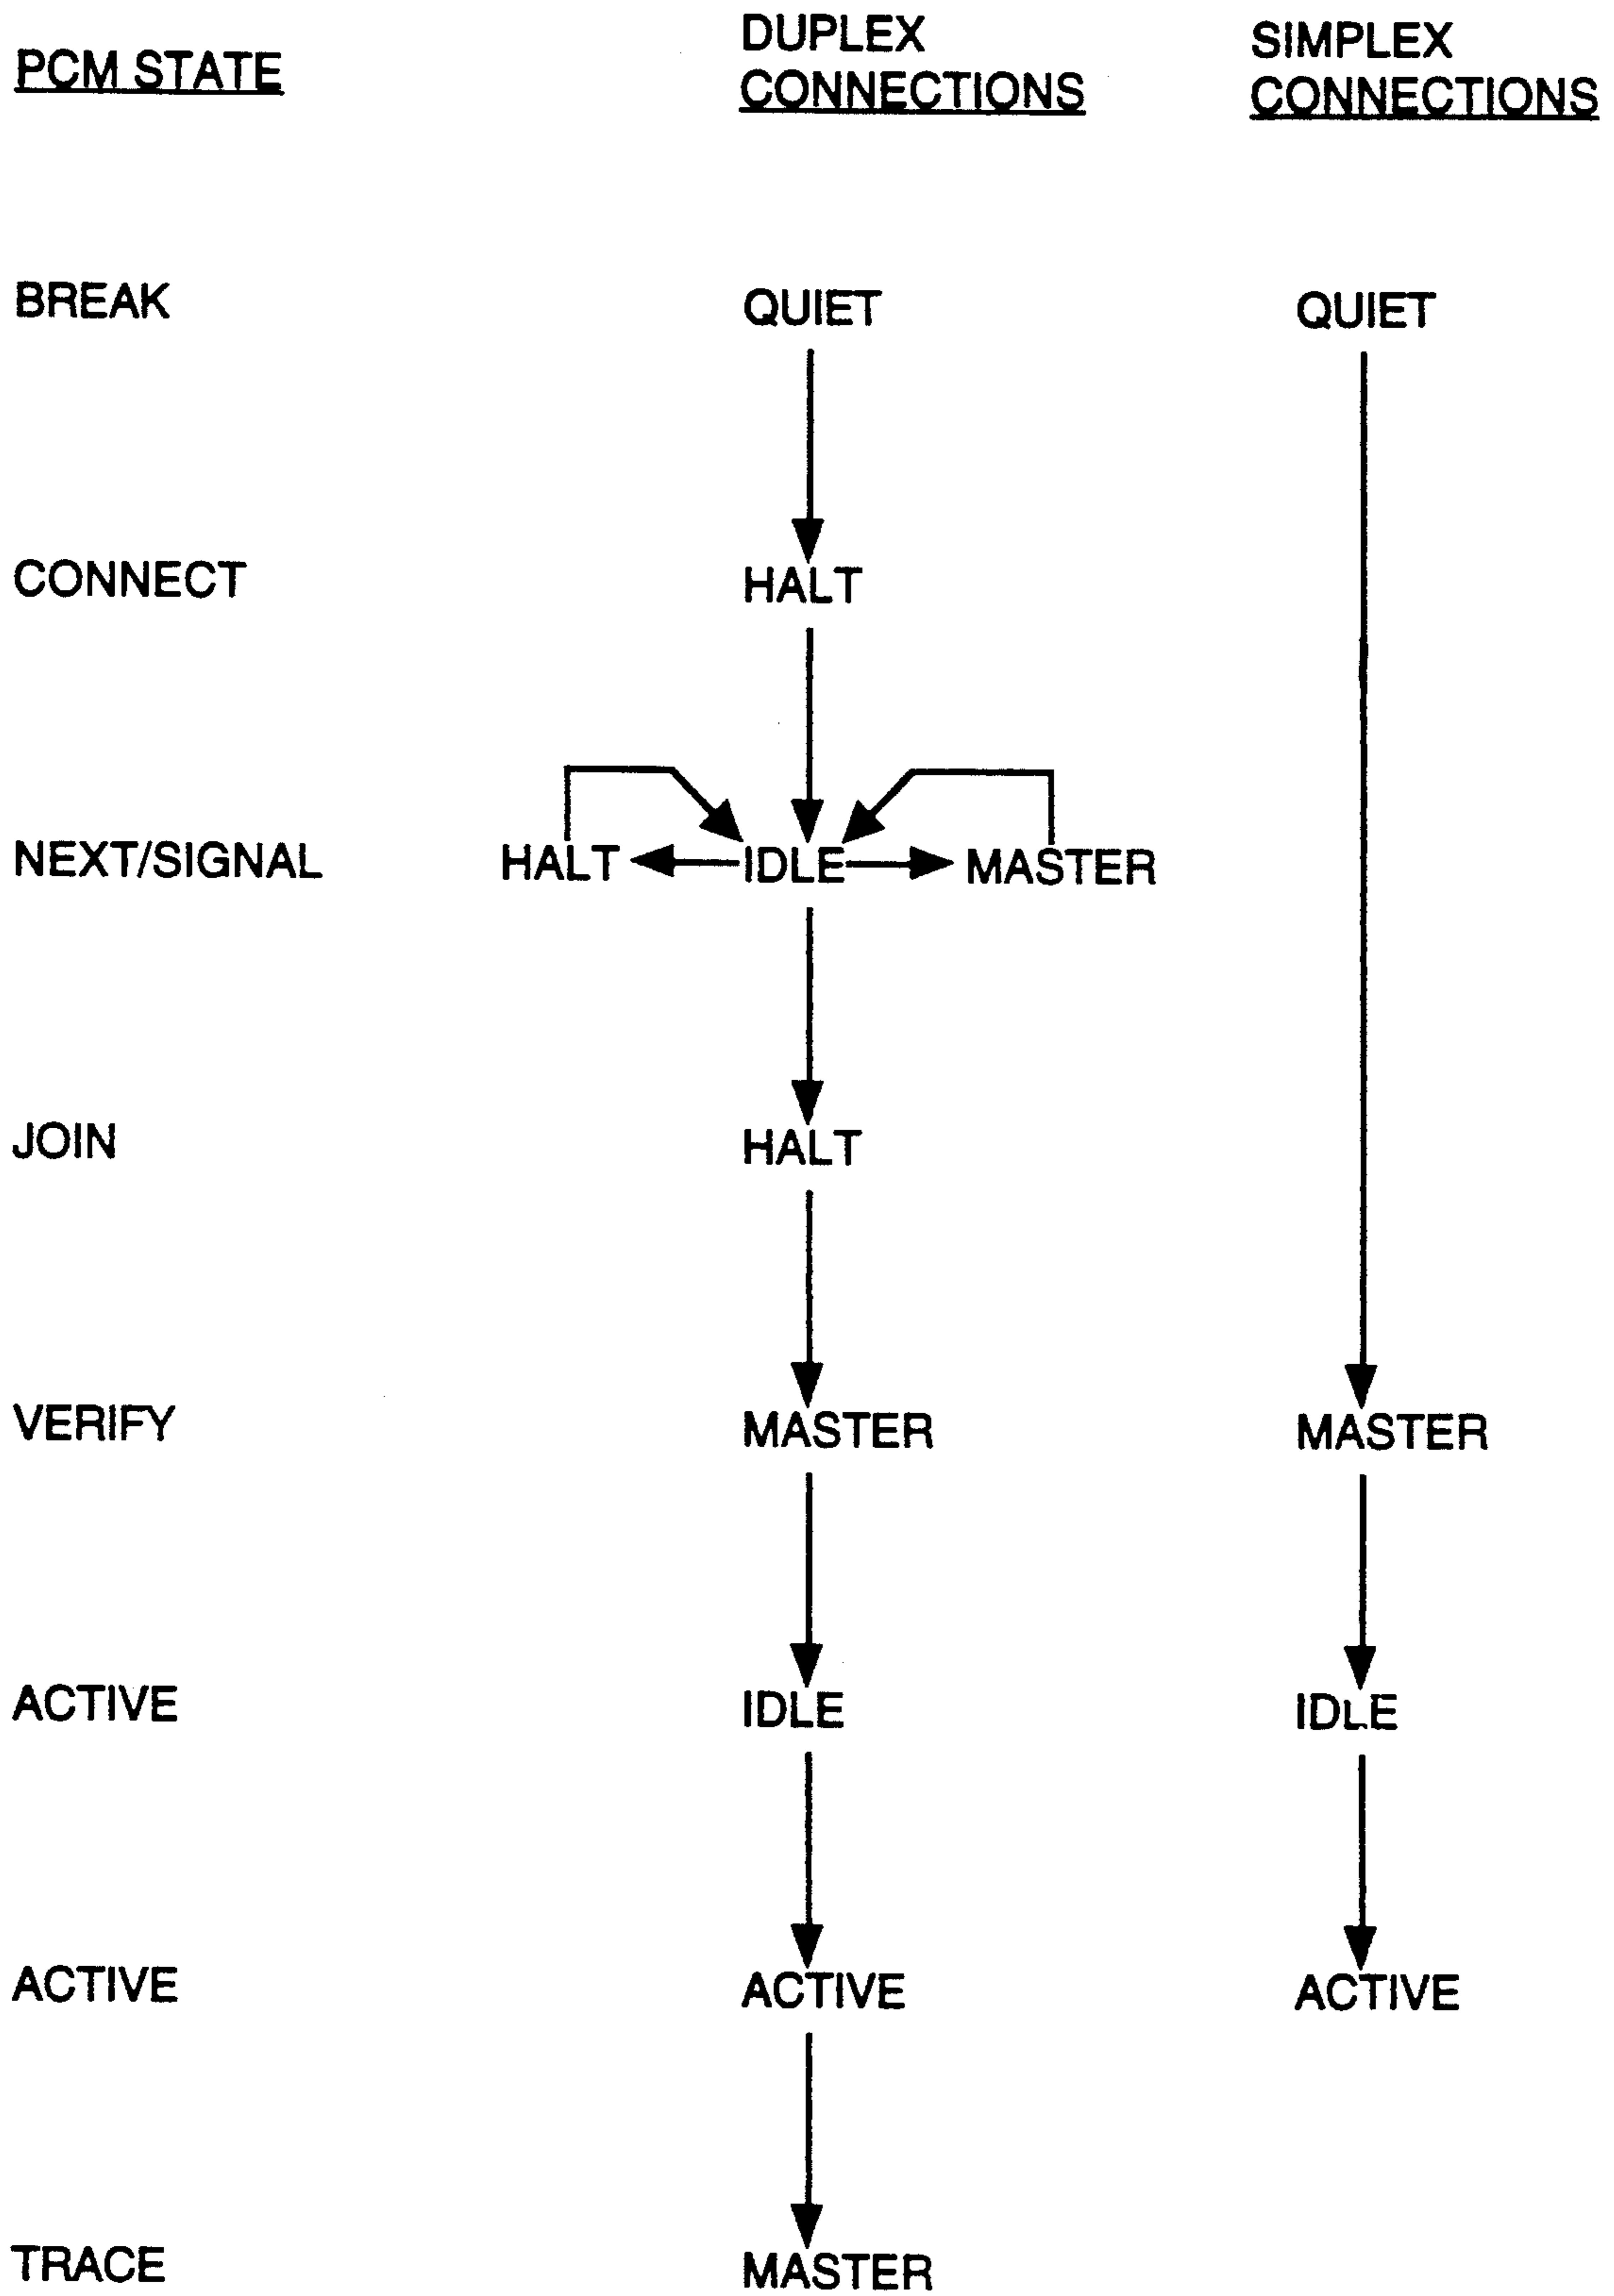 PCM STATE
DUPLEX
CONNECTIONS
SIMPLEX
CONNECTIONS
BREAK QUIET QUIET
CONNECT HALT
NEXT/SIGNAL HALT IDLE MASTER
JOIN HALT
VERIFY MASTER MASTER
ACTIVE IDLE IDLE
ACTIVE ACTIVE ACTIVE
TRACE MASTER